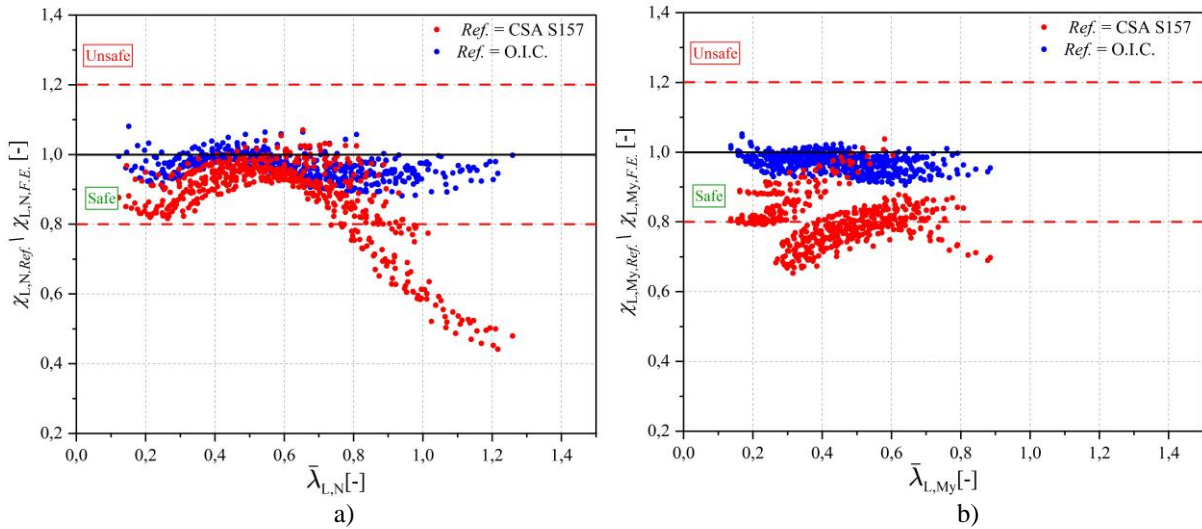 1,4
Ref. = CSA S157
Ref. = O.I.C.
Unsafe
1,2
1,0
Safe
0,8
0,6
0,4
0,2
χL,N,Ref. \ χL,N,F.E. [-]
0,0 0,2 0,4 0,6 0,8 1,0 1,2 1,4
λ̄L,N[-]
a)
1,4
Ref. = CSA S157
Ref. = O.I.C.
Unsafe
1,2
1,0
Safe
0,8
0,6
0,4
0,2
χL,My,Ref. \ χL,My,F.E. [-]
0,0 0,2 0,4 0,6 0,8 1,0 1,2 1,4
λ̄L,My[-]
b)